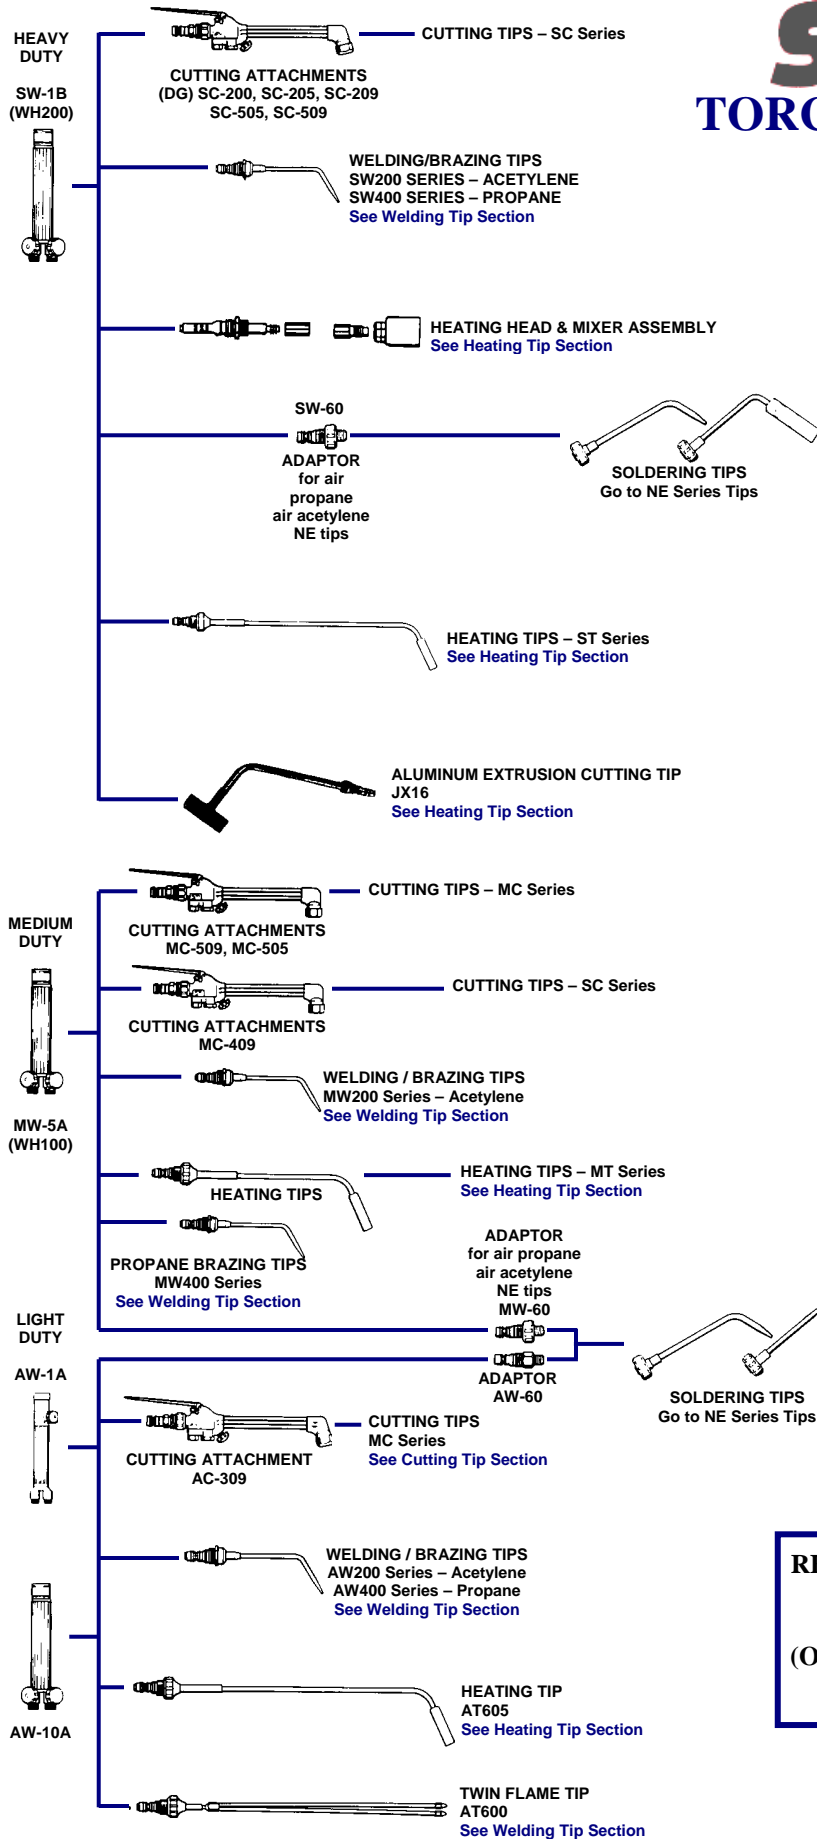 HEAVY
DUTY
SW-1B
(WH200)
CUTTING TIPS – SC Series
CUTTING ATTACHMENTS
(DG) SC-200, SC-205, SC-209
SC-505, SC-509
WELDING/BRAZING TIPS
SW200 SERIES – ACETYLENE
SW400 SERIES – PROPANE
See Welding Tip Section
HEATING HEAD & MIXER ASSEMBLY
See Heating Tip Section
SW-60
ADAPTOR
for air
propane
air acetylene
NE tips
SOLDERING TIPS
Go to NE Series Tips
HEATING TIPS – ST Series
See Heating Tip Section
ALUMINUM EXTRUSION CUTTING TIP
JX16
See Heating Tip Section
MEDIUM
DUTY
MW-5A
(WH100)
CUTTING TIPS – MC Series
CUTTING ATTACHMENTS
MC-509, MC-505
CUTTING TIPS – SC Series
CUTTING ATTACHMENTS
MC-409
WELDING / BRAZING TIPS
MW200 Series – Acetylene
See Welding Tip Section
HEATING TIPS
HEATING TIPS – MT Series
See Heating Tip Section
PROPANE BRAZING TIPS
MW400 Series
See Welding Tip Section
ADAPTOR
for air propane
air acetylene
NE tips
MW-60
ADAPTOR
AW-60
SOLDERING TIPS
Go to NE Series Tips
LIGHT
DUTY
AW-1A
CUTTING TIPS
MC Series
See Cutting Tip Section
CUTTING ATTACHMENT
AC-309
WELDING / BRAZING TIPS
AW200 Series – Acetylene
AW400 Series – Propane
See Welding Tip Section
AW-10A
HEATING TIP
AT605
See Heating Tip Section
TWIN FLAME TIP
AT600
See Welding Tip Section